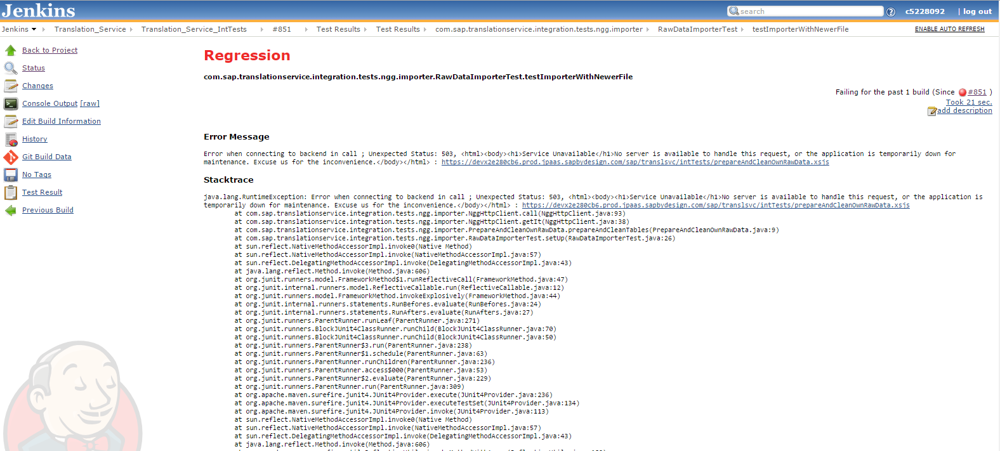 Jenkins
search
c5228092 | log out
Jenkins Translation_Service Translation_Service_IntTests #851 Test Results Test Results com.sap.translationservice.integration.tests.ngg.importer RawDataImporterTest testImporterWithNewerFile ENABLE AUTO REFRESH
Back to Project
Status
Changes
Console Output [raw]
Edit Build Information
History
Git Build Data
No Tags
Test Result
Previous Build
Regression
com.sap.translationservice.integration.tests.ngg.importer.RawDataImporterTest.testImporterWithNewerFile
Failing for the past 1 build (Since #851 )
Took 21 sec.
add description
Error Message
Error when connecting to backend in call ; Unexpected Status: 503, <html><body><h1>Service Unavailable</h1>No server is available to handle this request, or the application is temporarily down for
maintenance. Excuse us for the inconvenience.</body></html> : https://devx2e280cb6.prod.jpaas.sapbydesign.com/sap/translsvc/intTests/prepareAndCleanOwnRawData.xsjs
Stacktrace
java.lang.RuntimeException: Error when connecting to backend in call ; Unexpected Status: 503, <html><body><h1>Service Unavailable</h1>No server is available to handle this request, or the application is
temporarily down for maintenance. Excuse us for the inconvenience.</body></html> : https://devx2e280cb6.prod.jpaas.sapbydesign.com/sap/translsvc/intTests/prepareAndCleanOwnRawData.xsjs
at com.sap.translationservice.integration.tests.ngg.importer.NggHttpClient.call(NggHttpClient.java:93)
at com.sap.translationservice.integration.tests.ngg.importer.NggHttpClient.getIt(NggHttpClient.java:38)
at com.sap.translationservice.integration.tests.ngg.importer.PrepareAndCleanOwnRawData.prepareAndCleanTables(PrepareAndCleanOwnRawData.java:9)
at com.sap.translationservice.integration.tests.ngg.importer.RawDataImporterTest.setUp(RawDataImporterTest.java:26)
at sun.reflect.NativeMethodAccessorImpl.invoke0(Native Method)
at sun.reflect.NativeMethodAccessorImpl.invoke(NativeMethodAccessorImpl.java:57)
at sun.reflect.DelegatingMethodAccessorImpl.invoke(DelegatingMethodAccessorImpl.java:43)
at java.lang.reflect.Method.invoke(Method.java:606)
at org.junit.runners.model.FrameworkMethod$1.runReflectiveCall(FrameworkMethod.java:47)
at org.junit.internal.runners.model.ReflectiveCallable.run(ReflectiveCallable.java:12)
at org.junit.runners.model.FrameworkMethod.invokeExplosively(FrameworkMethod.java:44)
at org.junit.internal.runners.statements.RunBefores.evaluate(RunBefores.java:24)
at org.junit.internal.runners.statements.RunAfters.evaluate(RunAfters.java:27)
at org.junit.runners.ParentRunner.runLeaf(ParentRunner.java:271)
at org.junit.runners.BlockJUnit4ClassRunner.runChild(BlockJUnit4ClassRunner.java:70)
at org.junit.runners.BlockJUnit4ClassRunner.runChild(BlockJUnit4ClassRunner.java:50)
at org.junit.runners.ParentRunner$3.run(ParentRunner.java:238)
at org.junit.runners.ParentRunner$1.schedule(ParentRunner.java:63)
at org.junit.runners.ParentRunner.runChildren(ParentRunner.java:236)
at org.junit.runners.ParentRunner.access$000(ParentRunner.java:53)
at org.junit.runners.ParentRunner$2.evaluate(ParentRunner.java:229)
at org.junit.runners.ParentRunner.run(ParentRunner.java:309)
at org.apache.maven.surefire.junit4.JUnit4Provider.execute(JUnit4Provider.java:236)
at org.apache.maven.surefire.junit4.JUnit4Provider.executeTestSet(JUnit4Provider.java:134)
at org.apache.maven.surefire.junit4.JUnit4Provider.invoke(JUnit4Provider.java:113)
at sun.reflect.NativeMethodAccessorImpl.invoke0(Native Method)
at sun.reflect.NativeMethodAccessorImpl.invoke(NativeMethodAccessorImpl.java:57)
at sun.reflect.DelegatingMethodAccessorImpl.invoke(DelegatingMethodAccessorImpl.java:43)
at java.lang.reflect.Method.invoke(Method.java:606)